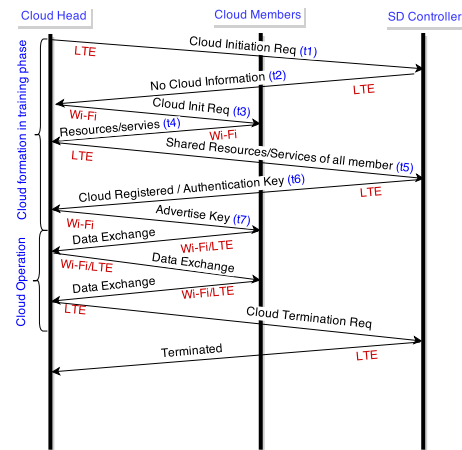 Cloud Head
Cloud Members
SD Controller
Cloud Initiation Req (t1)
LTE
No Cloud Information (t2)
LTE
Wi-Fi
Cloud Init Req (t3)
Resources/servies (t4)
Wi-Fi
LTE
Shared Resources/Services of all member (t5)
Cloud Registered / Authentication Key (t6)
LTE
Wi-Fi
Advertise Key (t7)
Data Exchange
Wi-Fi/LTE
Wi-Fi/LTE
Data Exchange
Data Exchange
Wi-Fi/LTE
LTE
Cloud Termination Req
Terminated
LTE
Cloud formation in training phase
Cloud Operation